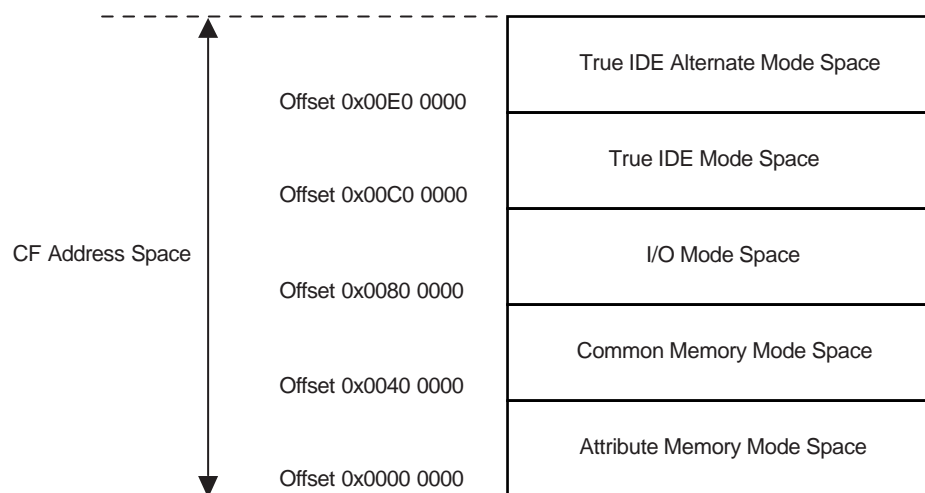 True IDE Alternate Mode Space
Offset 0x00E0 0000
True IDE Mode Space
Offset 0x00C0 0000
CF Address Space
I/O Mode Space
Offset 0x0080 0000
Common Memory Mode Space
Offset 0x0040 0000
Attribute Memory Mode Space
Offset 0x0000 0000